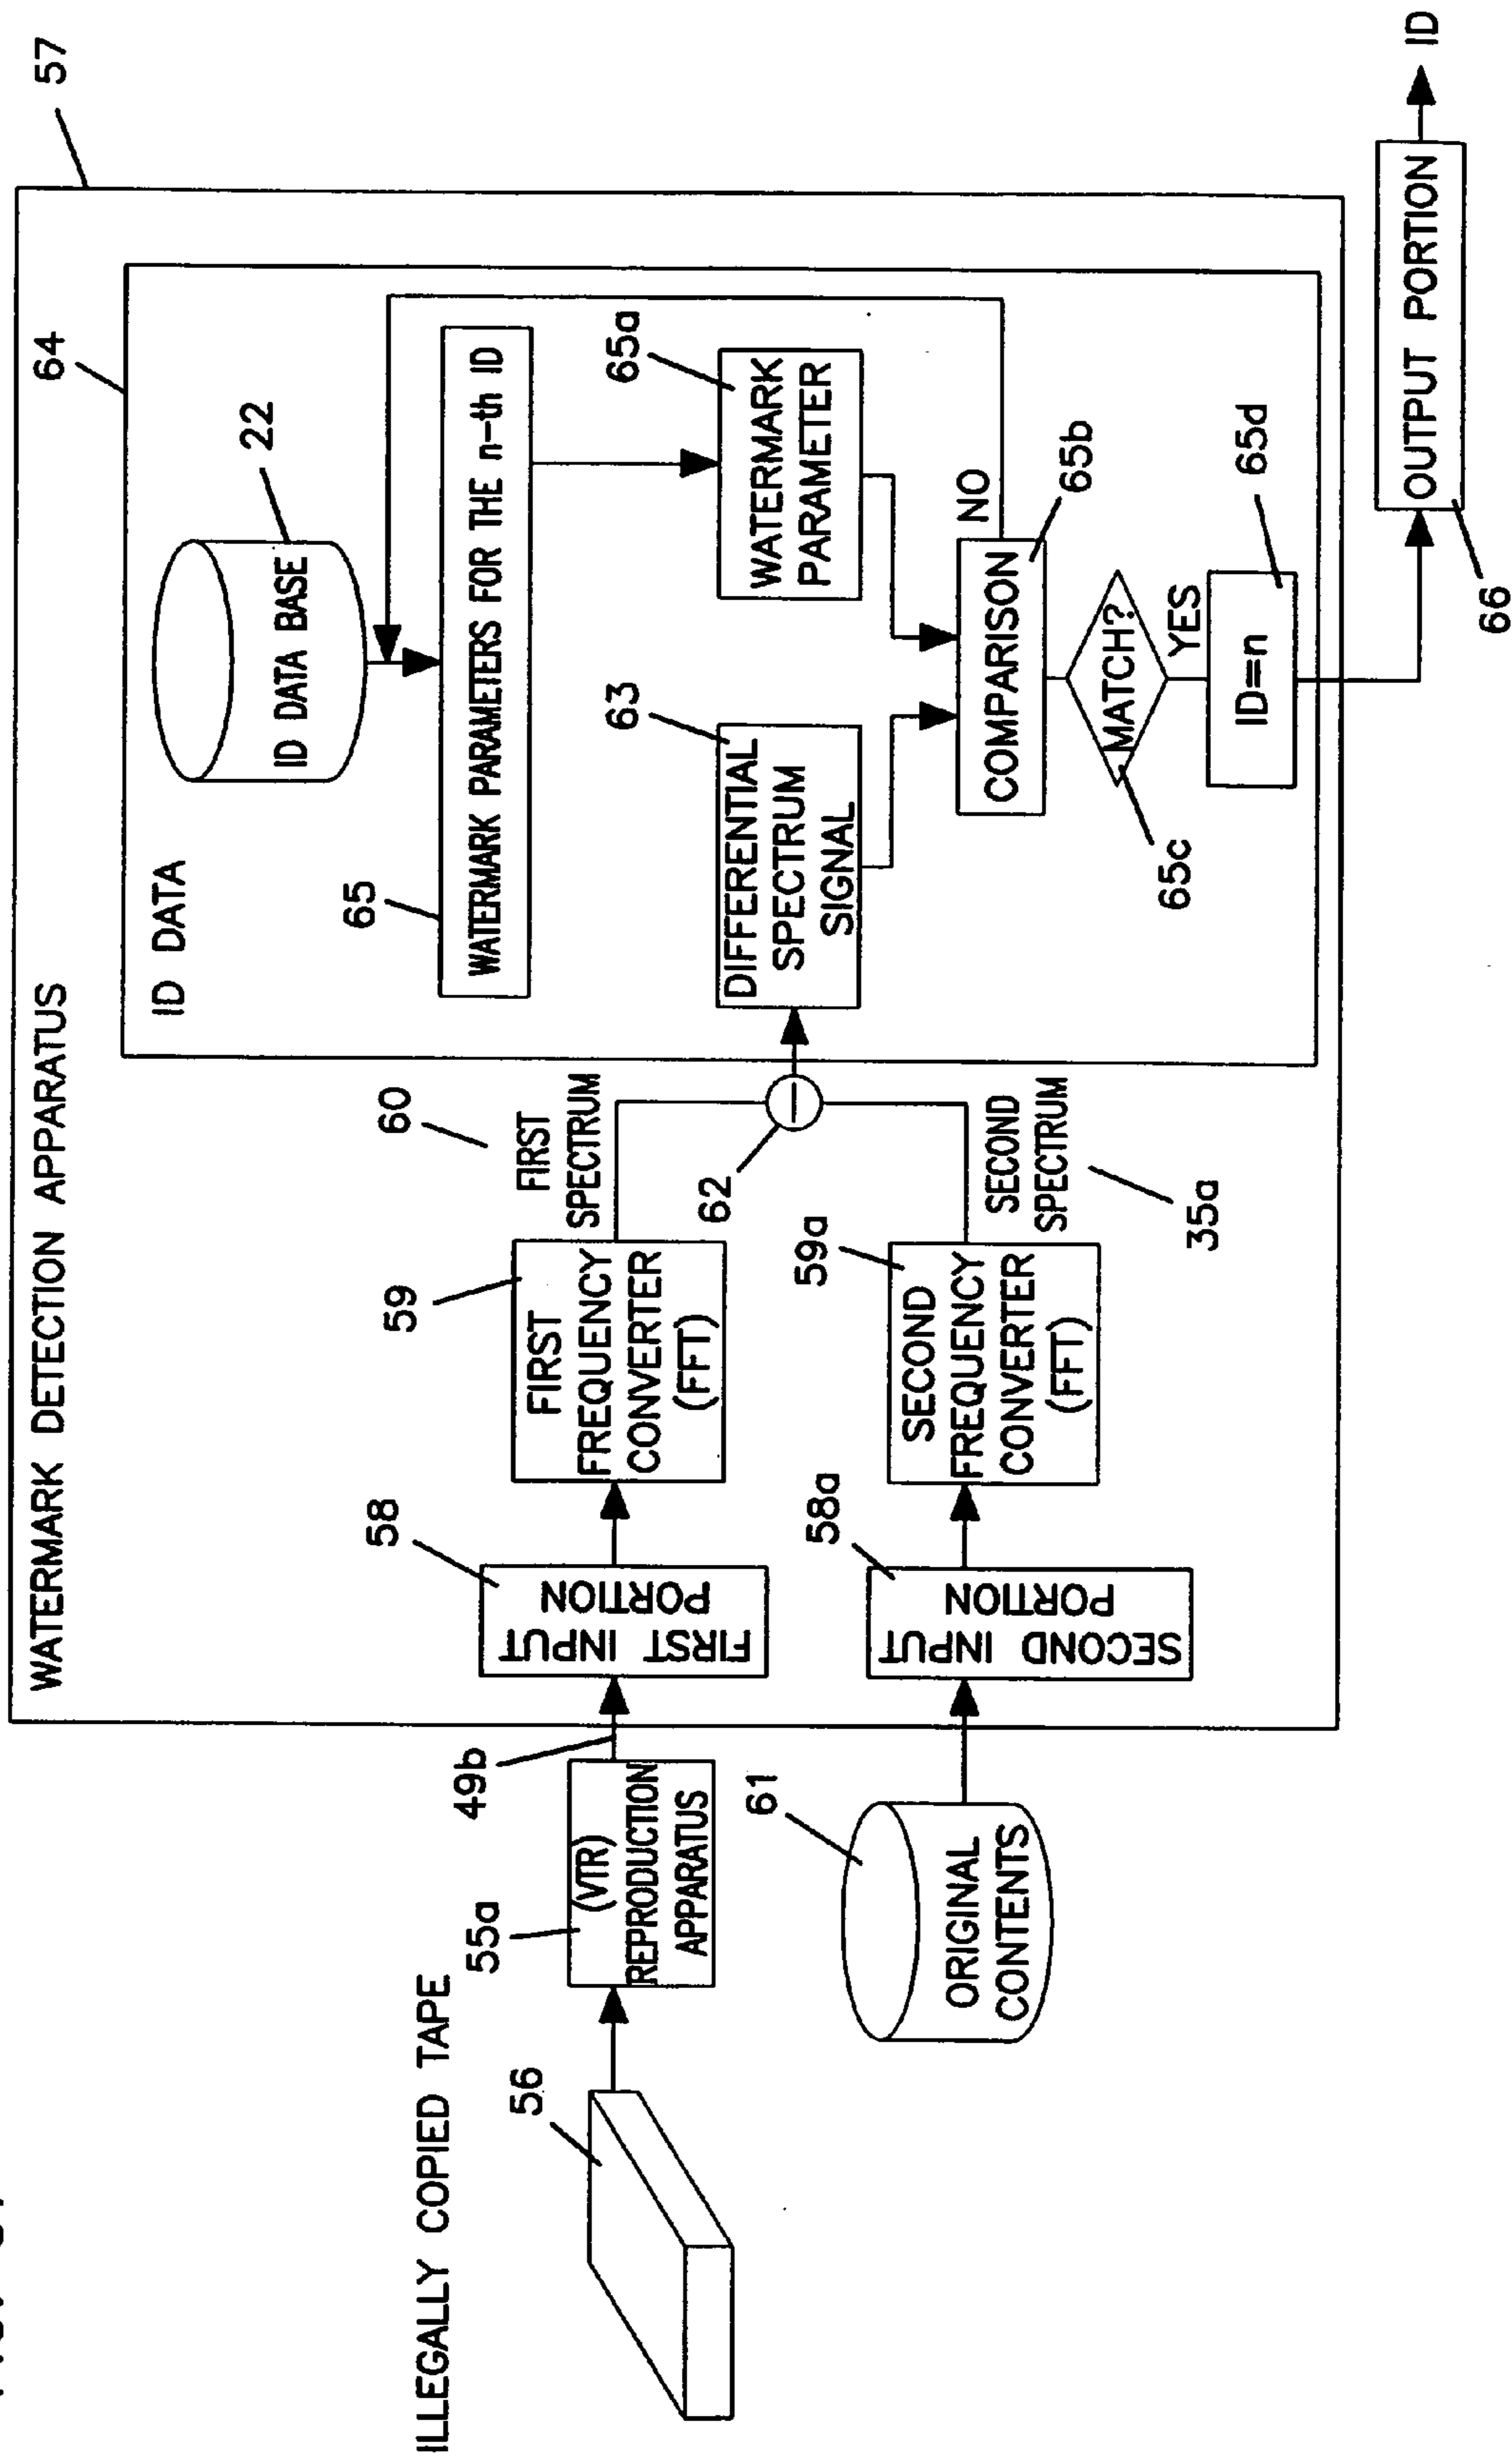 WATERMARK DETECTION APPARATUS
57
64
ID DATA
22
ID DATA BASE
65
WATERMARK PARAMETERS FOR THE n-th ID
ILLEGALLY COPIED TAPE
56
55a
(VTR)
REPRODUCTION
APPARATUS
49b
58
FIRST INPUT
PORTION
59
FIRST
FREQUENCY
CONVERTER
(FFT)
60
FIRST
SPECTRUM
62
63
DIFFERENTIAL
SPECTRUM
SIGNAL
65a
WATERMARK
PARAMETER
61
ORIGINAL
CONTENTS
58a
SECOND INPUT
PORTION
59a
SECOND
FREQUENCY
CONVERTER
(FFT)
SECOND
SPECTRUM
35a
COMPARISON
NO
65b
65c
MATCH?
YES
ID=n
65d
66
OUTPUT PORTION
ID